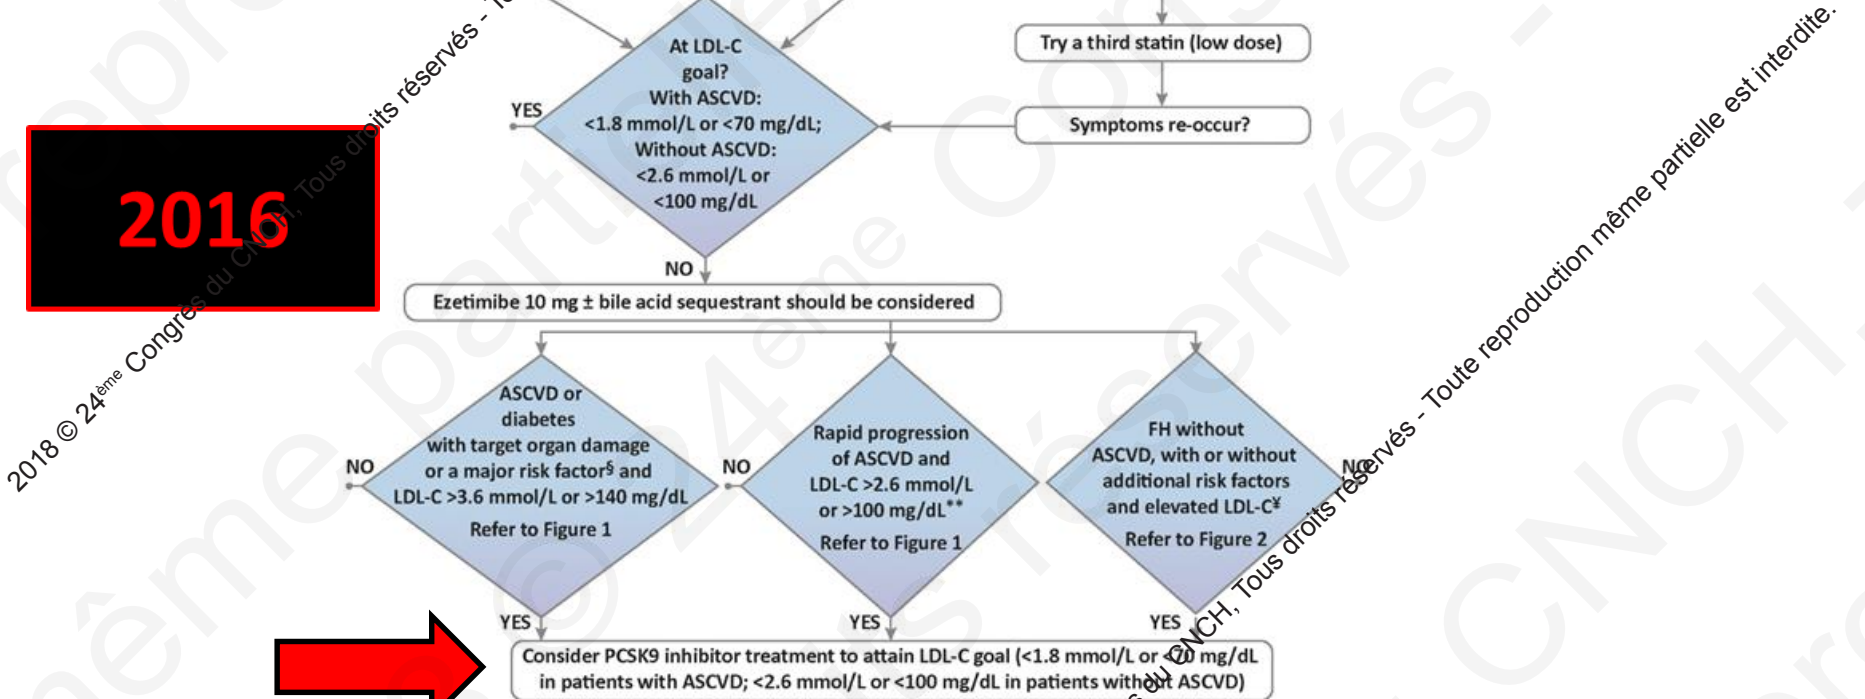 Try a third statin (low dose)
Symptoms re-occur?
At LDL-C
goal?
With ASCVD:
<1.8 mmol/L or <70 mg/dL;
Without ASCVD:
<2.6 mmol/L or
<100 mg/dL
YES
NO
2016
Ezetimibe 10 mg ± bile acid sequestrant should be considered
ASCVD or
diabetes
with target organ damage
or a major risk factor§ and
LDL-C >3.6 mmol/L or >140 mg/dL
Refer to Figure 1
NO
YES
Rapid progression
of ASCVD and
LDL-C >2.6 mmol/L
or >100 mg/dL**
Refer to Figure 1
NO
YES
FH without
ASCVD, with or without
additional risk factors
and elevated LDL-C¥
Refer to Figure 2
NO
YES
Consider PCSK9 inhibitor treatment to attain LDL-C goal (<1.8 mmol/L or <70 mg/dL
in patients with ASCVD; <2.6 mmol/L or <100 mg/dL in patients without ASCVD)
2018 © 24ème Congrès du CNCH, Tous droits réservés - To
du CNCH, Tous droits réservés - Toute reproduction même partielle est interdite.